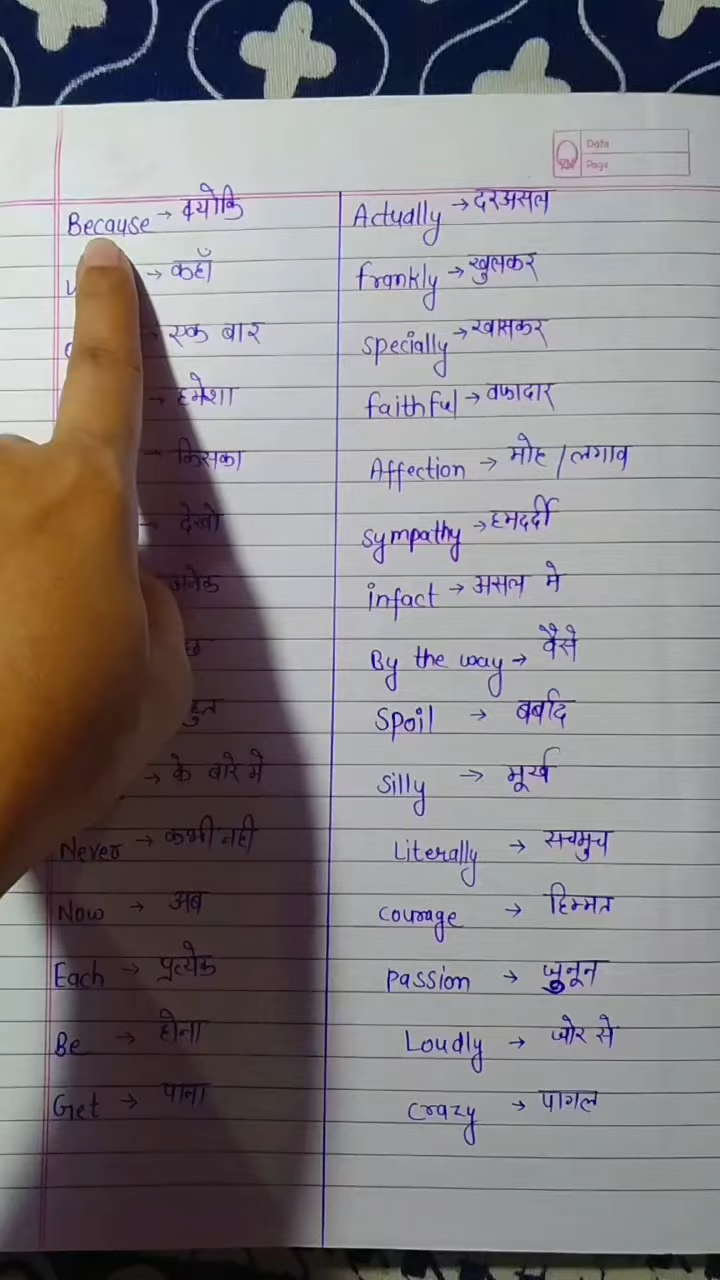 Date
Page
Because → क्योकि
→ कहाँ
→ एक बार
→ हमेशा
→ किसका
→ देखो
→ अनेक
→ के बारे मे
Never → कभी नही
Now → अब
Each → प्रत्येक
Be → होना
Get → पाना
Actually → दरअसल
frankly → खुलकर
specially → खासकर
faithful → वफादार
Affection → मोह / लगाव
sympathy → हमदर्दी
infact → असल मे
By the way → वैसे
Spoil → बर्बाद
Silly → मूर्ख
Literally → सचमुच
courage → हिम्मत
passion → जुनून
Loudly → जोर से
crazy → पागल